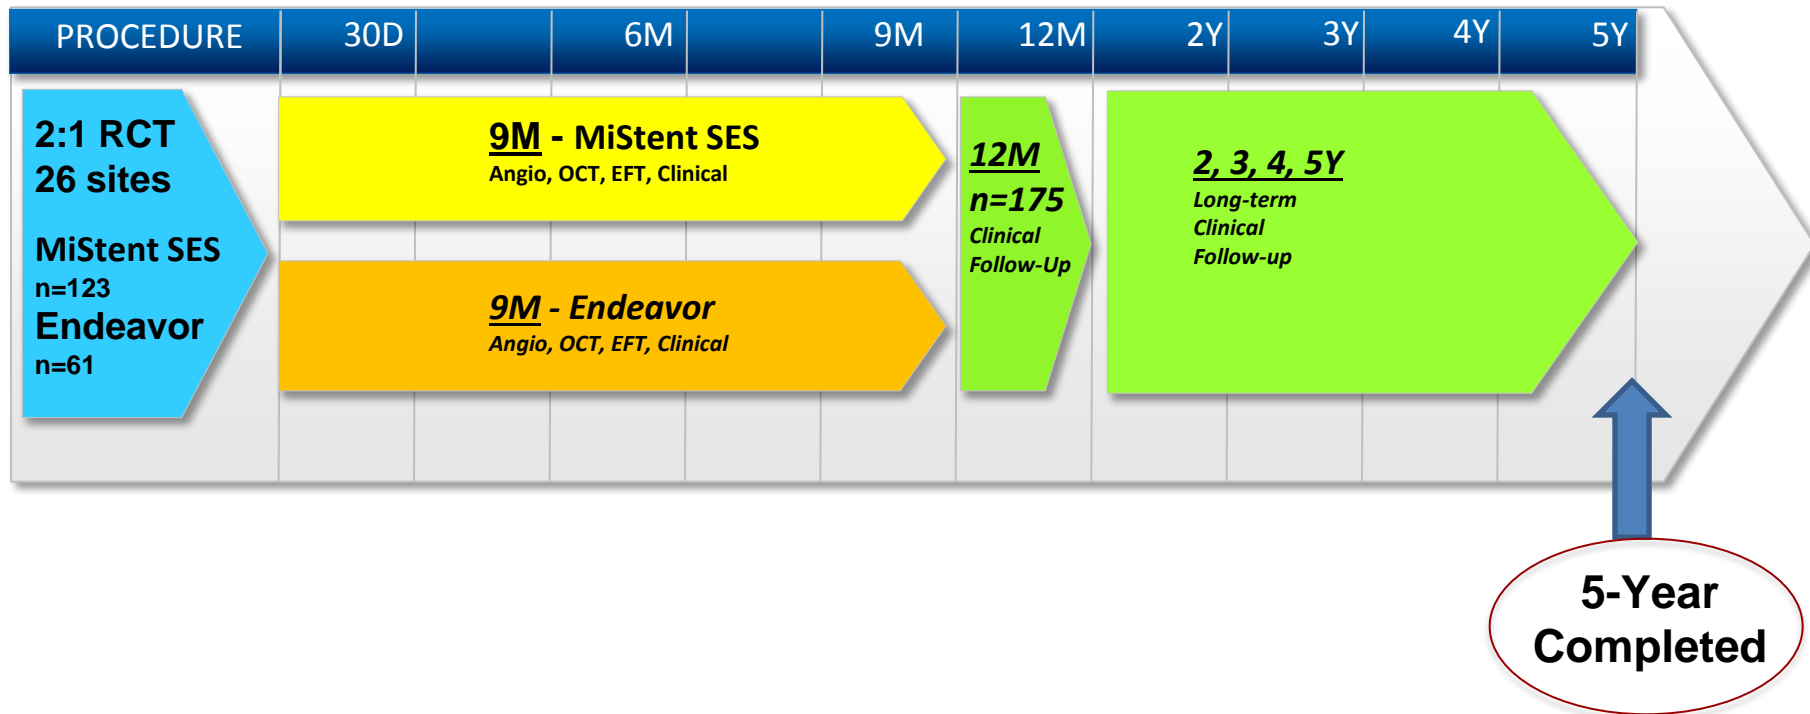 PROCEDURE 30D 6M 9M 12M 2Y 3Y 4Y 5Y
2:1 RCT
26 sites
MiStent SES
n=123
Endeavor
n=61
9M - MiStent SES
Angio, OCT, EFT, Clinical
9M - Endeavor
Angio, OCT, EFT, Clinical
12M
n=175
Clinical
Follow-Up
2, 3, 4, 5Y
Long-term
Clinical
Follow-up
5-Year
Completed